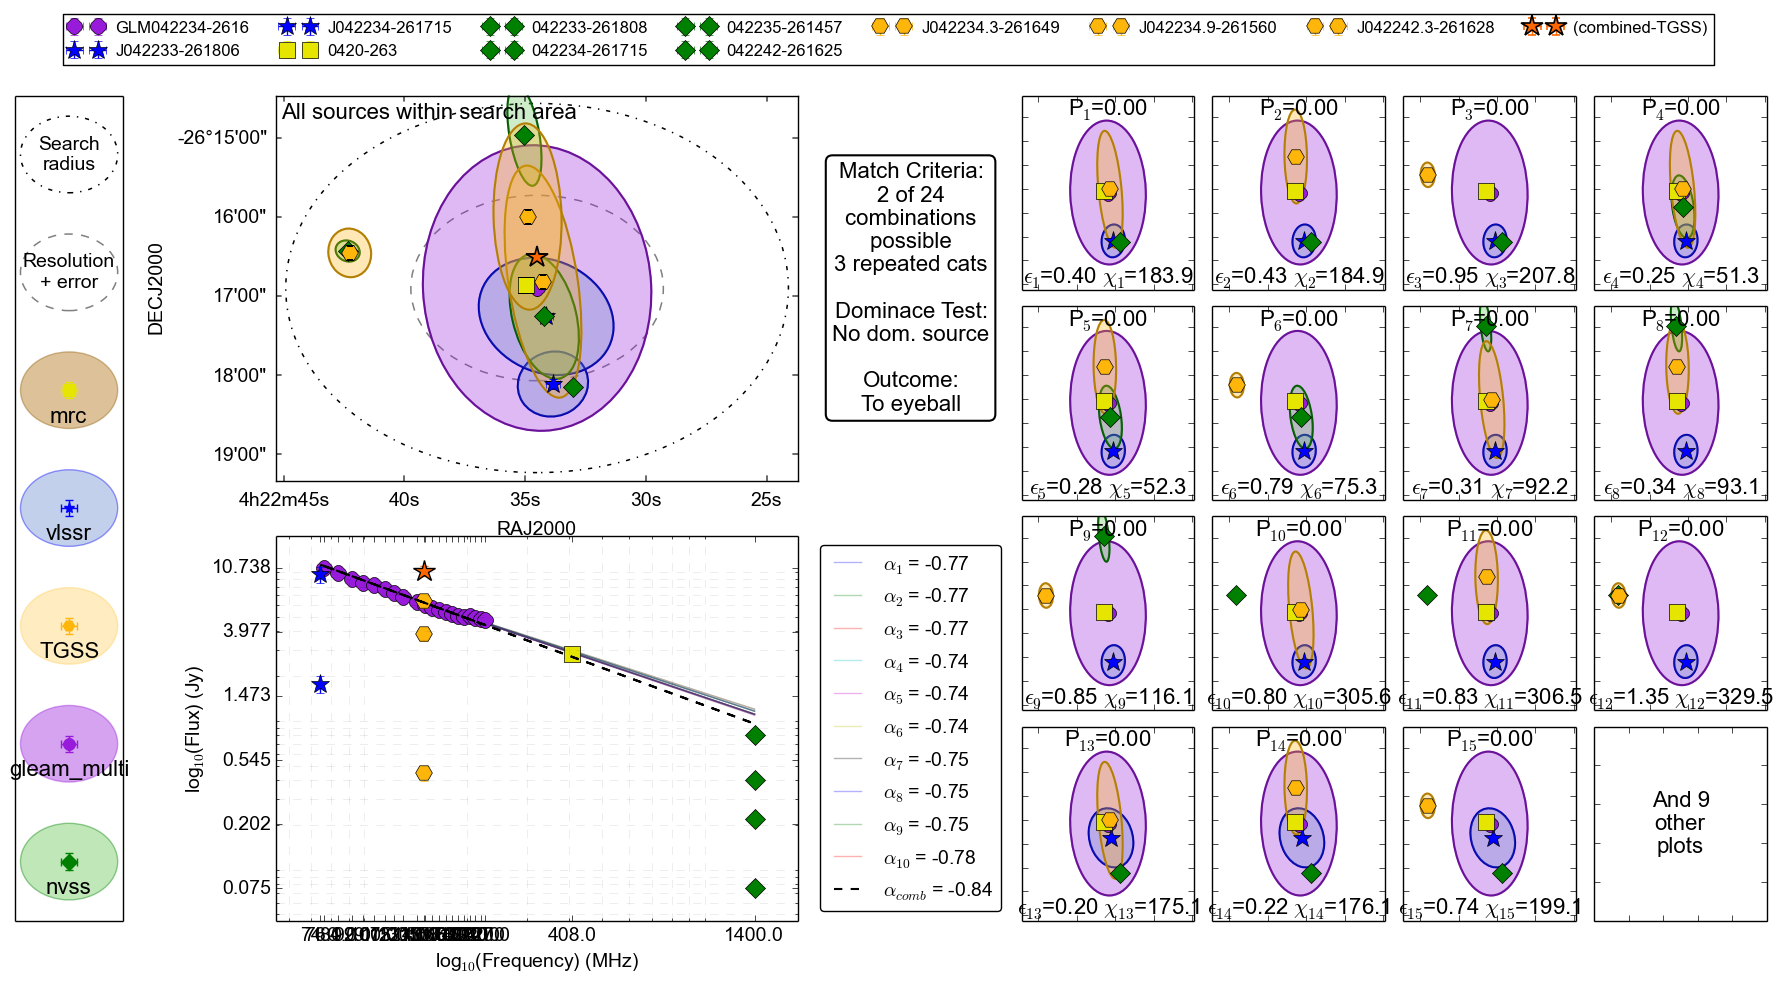 GLM042234-2616
J042234-261715
042233-261808
042235-261457
J042234.3-261649
J042234.9-261560
J042242.3-261628
(combined-TGSS)
J042233-261806
0420-263
042234-261715
042242-261625
Search
radius
Resolution
+ error
mrc
vlssr
TGSS
gleam_multi
nvss
All sources within search area
-26°15'00"
16'00"
17'00"
18'00"
19'00"
DECJ2000
4h22m45s
40s
35s
30s
25s
RAJ2000
Match Criteria:
2 of 24
combinations
possible
3 repeated cats
Dominace Test:
No dom. source
Outcome:
To eyeball
10.738
3.977
1.473
0.545
0.202
0.075
log10(Flux) (Jy)
408.0
1400.0
log10(Frequency) (MHz)
α1 = -0.77
α2 = -0.77
α3 = -0.77
α4 = -0.74
α5 = -0.74
α6 = -0.74
α7 = -0.75
α8 = -0.75
α9 = -0.75
α10 = -0.78
αcomb = -0.84
P1=0.00
ϵ1=0.40 χ1=183.9
P2=0.00
ϵ2=0.43 χ2=184.9
P3=0.00
ϵ3=0.95 χ3=207.8
P4=0.00
ϵ4=0.25 χ4=51.3
P5=0.00
ϵ5=0.28 χ5=52.3
P6=0.00
ϵ6=0.79 χ6=75.3
P7=0.00
ϵ7=0.31 χ7=92.2
P8=0.00
ϵ8=0.34 χ8=93.1
P9=0.00
ϵ9=0.85 χ9=116.1
P10=0.00
ϵ10=0.80 χ10=305.6
P11=0.00
ϵ11=0.83 χ11=306.5
P12=0.00
ϵ12=1.35 χ12=329.5
P13=0.00
ϵ13=0.20 χ13=175.1
P14=0.00
ϵ14=0.22 χ14=176.1
P15=0.00
ϵ15=0.74 χ15=199.1
And 9
other
plots